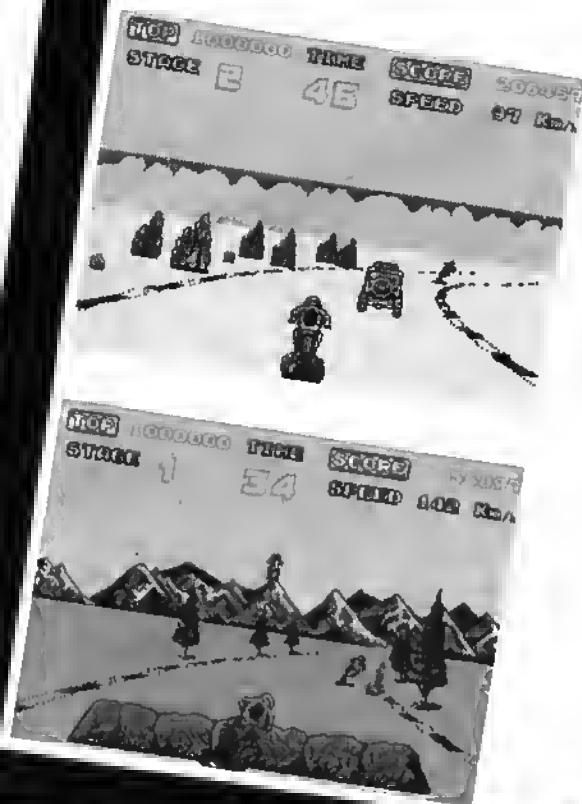 TOP 1000000 TIME SCORE
STAGE 2 46 SPEED 97 Km/
TOP 1000000 TIME SCORE
STAGE 1 34 SPEED 142 Km/